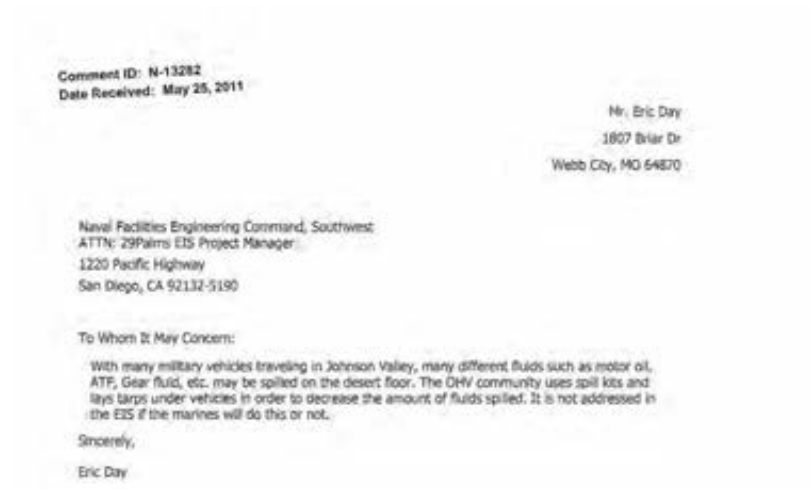 Comment ID: N-13282
Date Received: May 25, 2011
Mr. Eric Day
1807 Briar Dr
Webb City, MO 64870
Naval Facilities Engineering Command, Southwest
ATTN: 29Palms EIS Project Manager
1220 Pacific Highway
San Diego, CA 92132-5190
To Whom It May Concern:
With many military vehicles traveling in Johnson Valley, many different fluids such as motor oil,
ATF, Gear fluid, etc. may be spilled on the desert floor. The OHV community uses spill kits and
lays tarps under vehicles in order to decrease the amount of fluids spilled. It is not addressed in
the EIS if the marines will do this or not.
Sincerely,
Eric Day